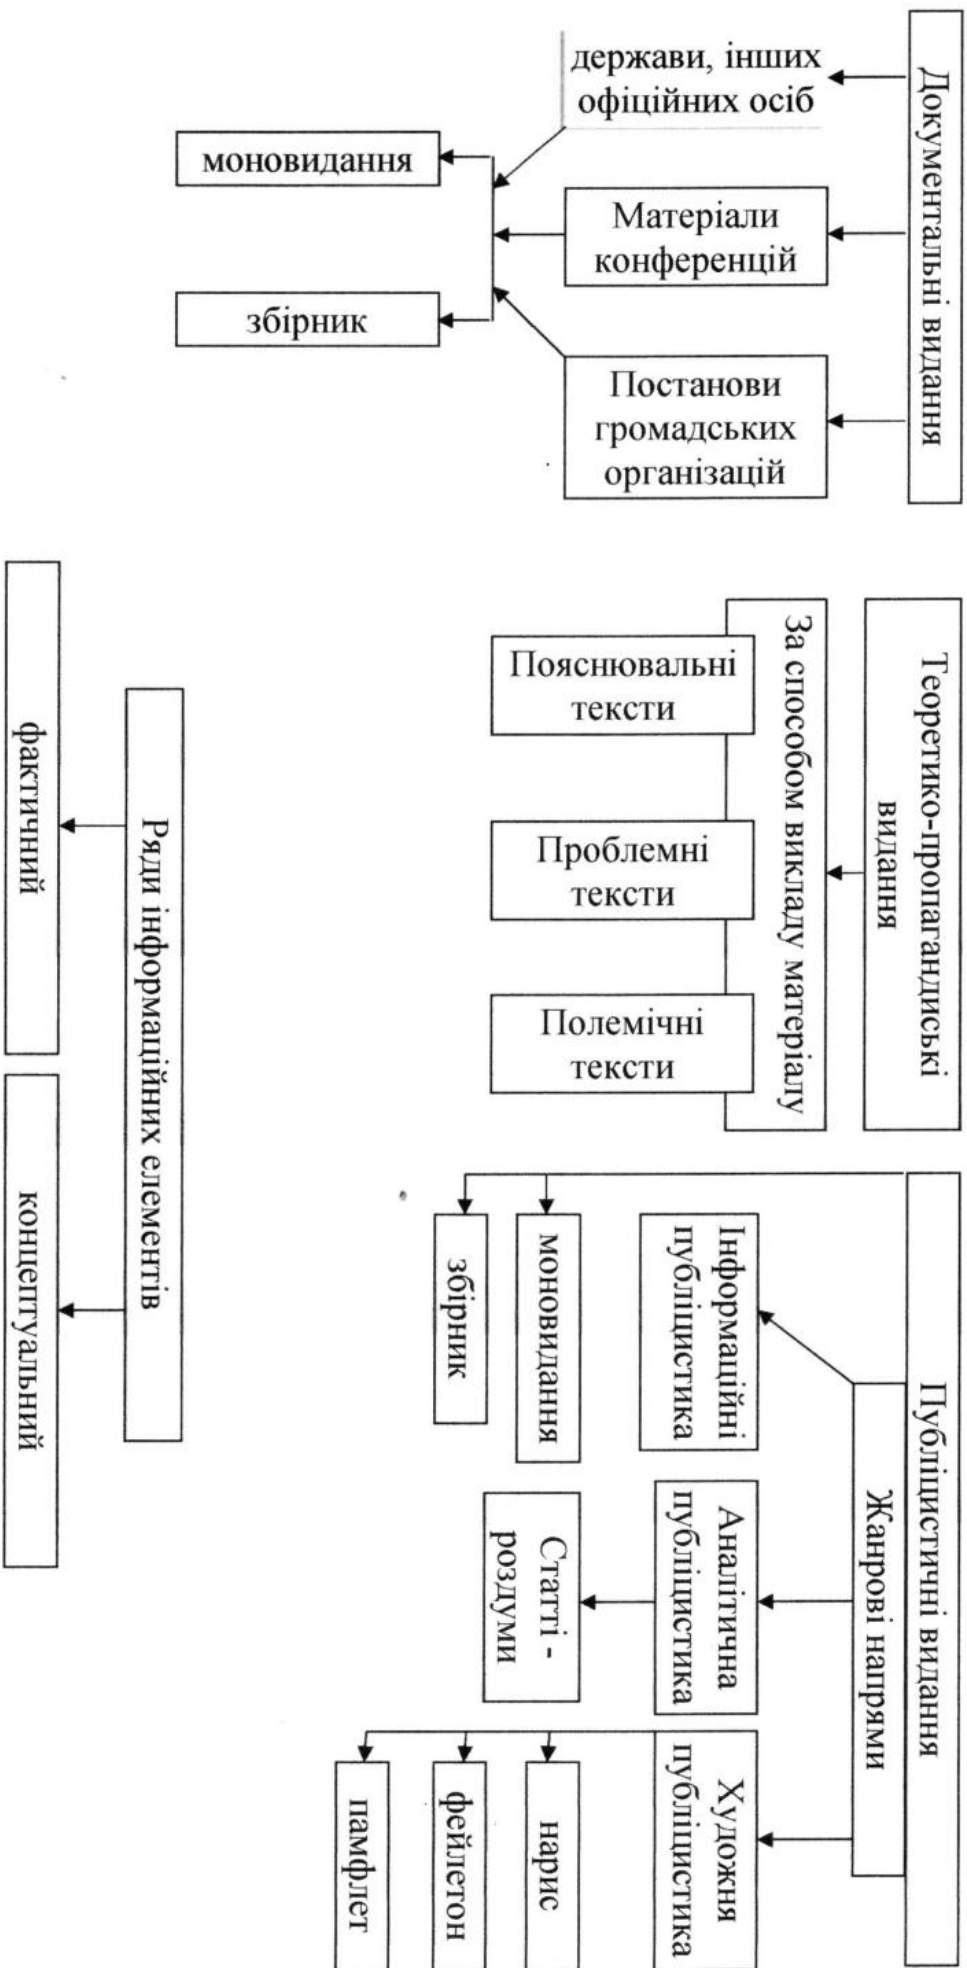 Документальні видання
держави, інших
офіційних осіб
Матеріали
конференцій
Постанови
громадських
організацій
моновидання
збірник
Теоретико-пропагандиські
видання
За способом викладу матеріалу
Пояснювальні
тексти
Проблемні
тексти
Полемічні
тексти
Публіцистичні видання
Жанрові напрями
Інформаційні
публіцистика
моновидання
збірник
Аналітична
публіцистика
Статті -
роздуми
Художня
публіцистика
нарис
фейлетон
памфлет
Ряди інформаційних елементів
фактичний
концептуальний